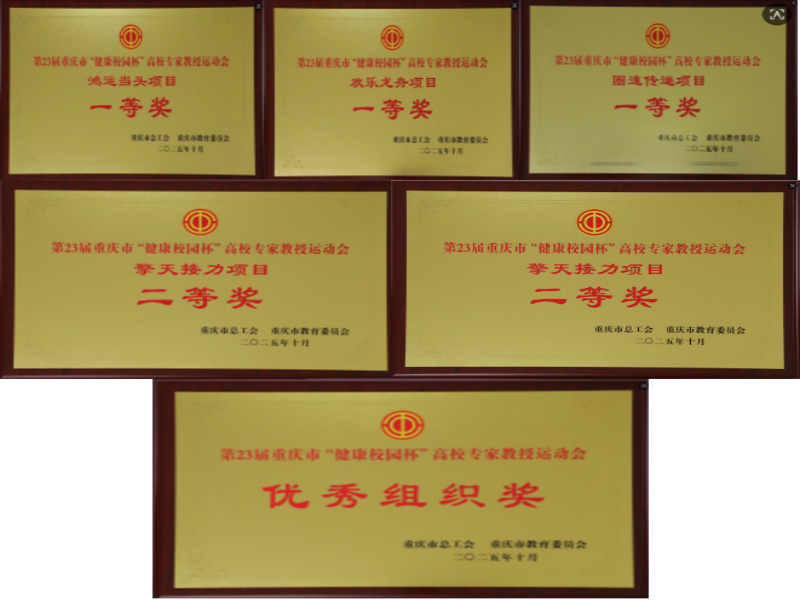 第23届重庆市“健康校园杯”高校专家教授运动会
鸿运当头项目
一等奖
重庆市总工会 重庆市教育委员会
二〇二五年十月
第23届重庆市“健康校园杯”高校专家教授运动会
欢乐龙舟项目
一等奖
重庆市总工会 重庆市教育委员会
二〇二五年十月
第23届重庆市“健康校园杯”高校专家教授运动会
圈速传递项目
一等奖
重庆市总工会 重庆市教育委员会
二〇二五年十月
第23届重庆市“健康校园杯”高校专家教授运动会
擎天接力项目
二等奖
重庆市总工会 重庆市教育委员会
二〇二五年十月
第23届重庆市“健康校园杯”高校专家教授运动会
擎天接力项目
二等奖
重庆市总工会 重庆市教育委员会
二〇二五年十月
第23届重庆市“健康校园杯”高校专家教授运动会
优秀组织奖
重庆市总工会 重庆市教育委员会
二〇二五年十月